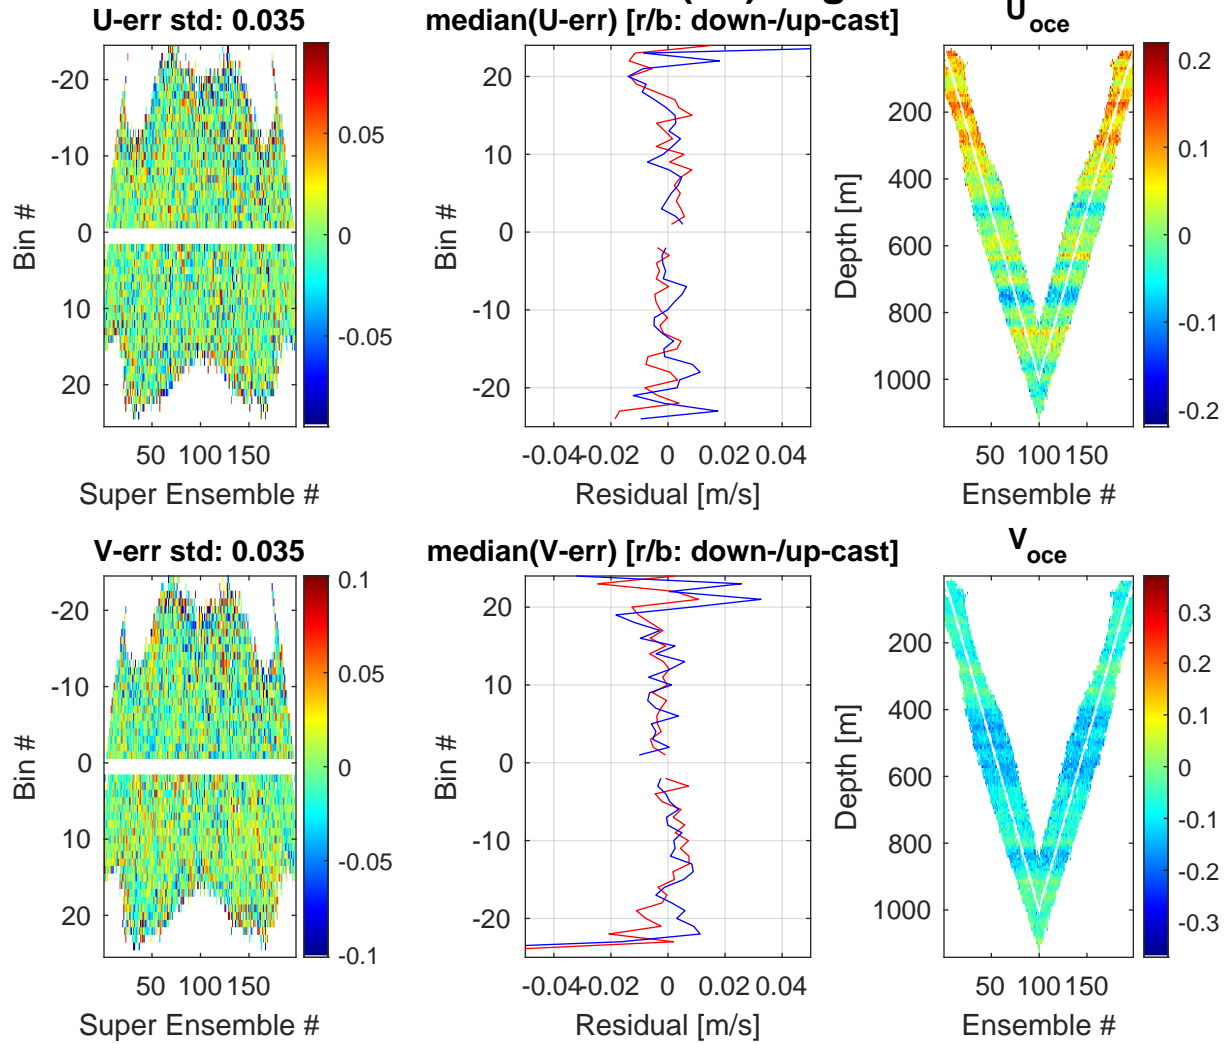 U-err std: 0.035
-20
-10
0
10
20
50 100 150
Super Ensemble #
0.05
0
-0.05
median(U-err) [r/b: down-/up-cast]
Bin #
20
10
0
-10
-20
Bin #
-0.04 -0.02 0 0.02 0.04
Residual [m/s]
U oce
200
400
600
800
1000
Depth [m]
50 100 150
Ensemble #
0.2
0.1
0
-0.1
-0.2
V-err std: 0.035
-20
-10
0
10
20
Bin #
50 100 150
Super Ensemble #
0.1
0.05
0
-0.05
-0.1
median(V-err) [r/b: down-/up-cast]
20
10
0
-10
-20
Bin #
-0.04 -0.02 0 0.02 0.04
Residual [m/s]
V oce
200
400
600
800
1000
Depth [m]
50 100 150
Ensemble #
0.3
0.2
0.1
0
-0.1
-0.2
-0.3